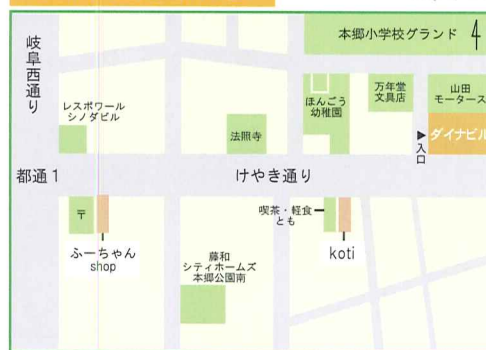 本郷小学校グランド
4
岐阜西通り
レスポワール
シノダビル
法照寺
ほんごう
幼稚園
万年堂
文具店
山田
モータース
ダイナビル
▶入口
都通1
けやき通り
〒
ふーちゃん
shop
藤和
シティホームズ
本郷公園南
喫茶・軽食
とも
koti